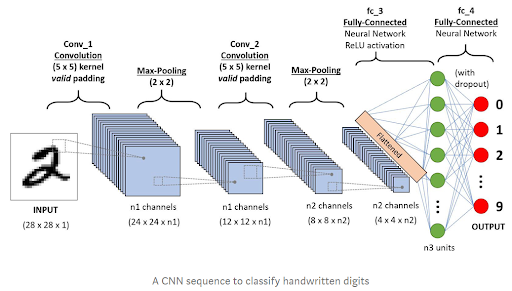 fc_3
Fully-Connected
Neural Network
ReLU activation
fc_4
Fully-Connected
Neural Network
Conv_1
Convolution
(5 x 5) kernel
valid padding
Max-Pooling
(2 x 2)
Conv_2
Convolution
(5 x 5) kernel
valid padding
Max-Pooling
(2 x 2)
(with
dropout)
0
1
2
9
Flattened
2
INPUT
(28 x 28 x 1)
n1 channels
(24 x 24 x n1)
n1 channels
(12 x 12 x n1)
n2 channels
(8 x 8 x n2)
n2 channels
(4 x 4 x n2)
n3 units
OUTPUT
A CNN sequence to classify handwritten digits